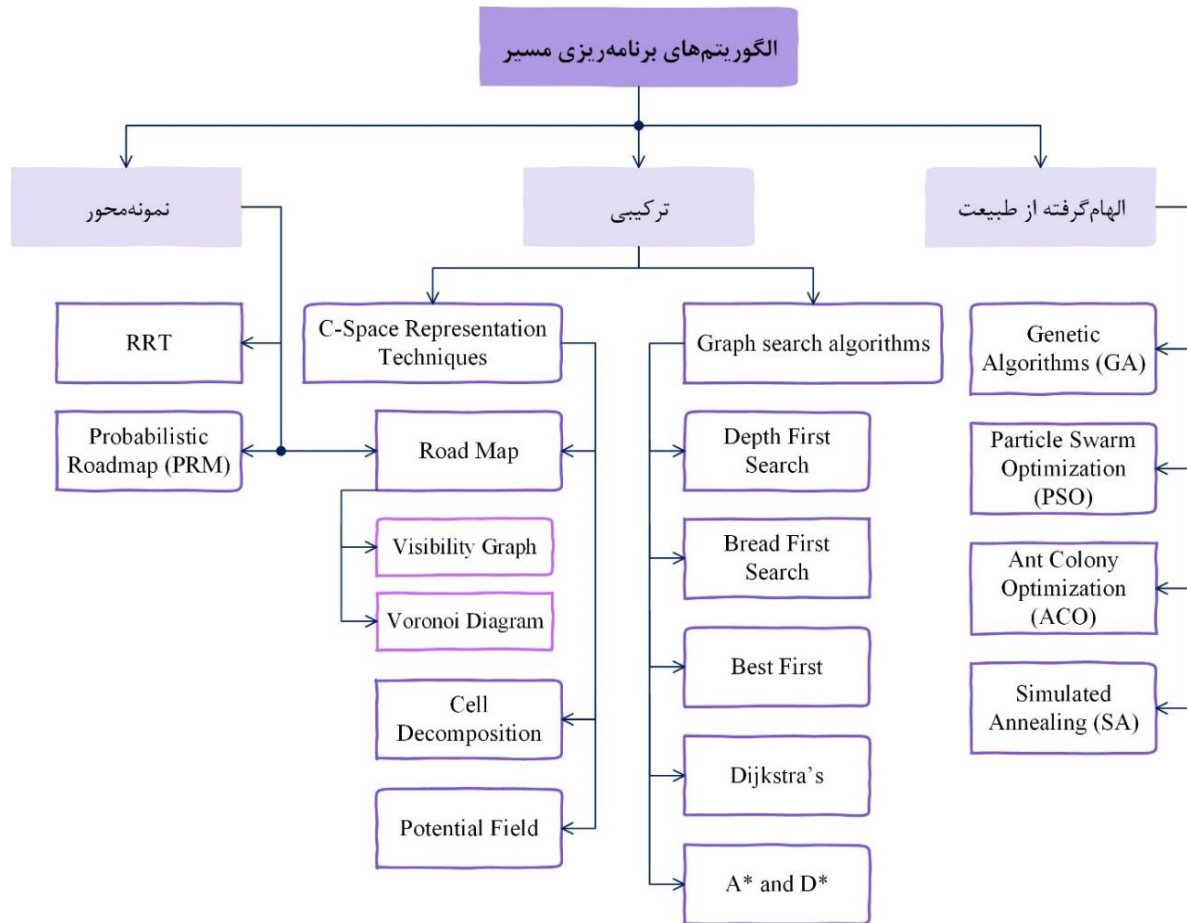 الگوریتم‌های برنامه‌ریزی مسیر
نمونه‌محور
ترکیبی
الهام‌گرفته از طبیعت
RRT
Probabilistic
Roadmap (PRM)
C-Space Representation
Techniques
Road Map
Visibility Graph
Voronoi Diagram
Cell
Decomposition
Potential Field
Graph search algorithms
Depth First
Search
Bread First
Search
Best First
Dijkstra’s
A* and D*
Genetic
Algorithms (GA)
Particle Swarm
Optimization
(PSO)
Ant Colony
Optimization
(ACO)
Simulated
Annealing (SA)